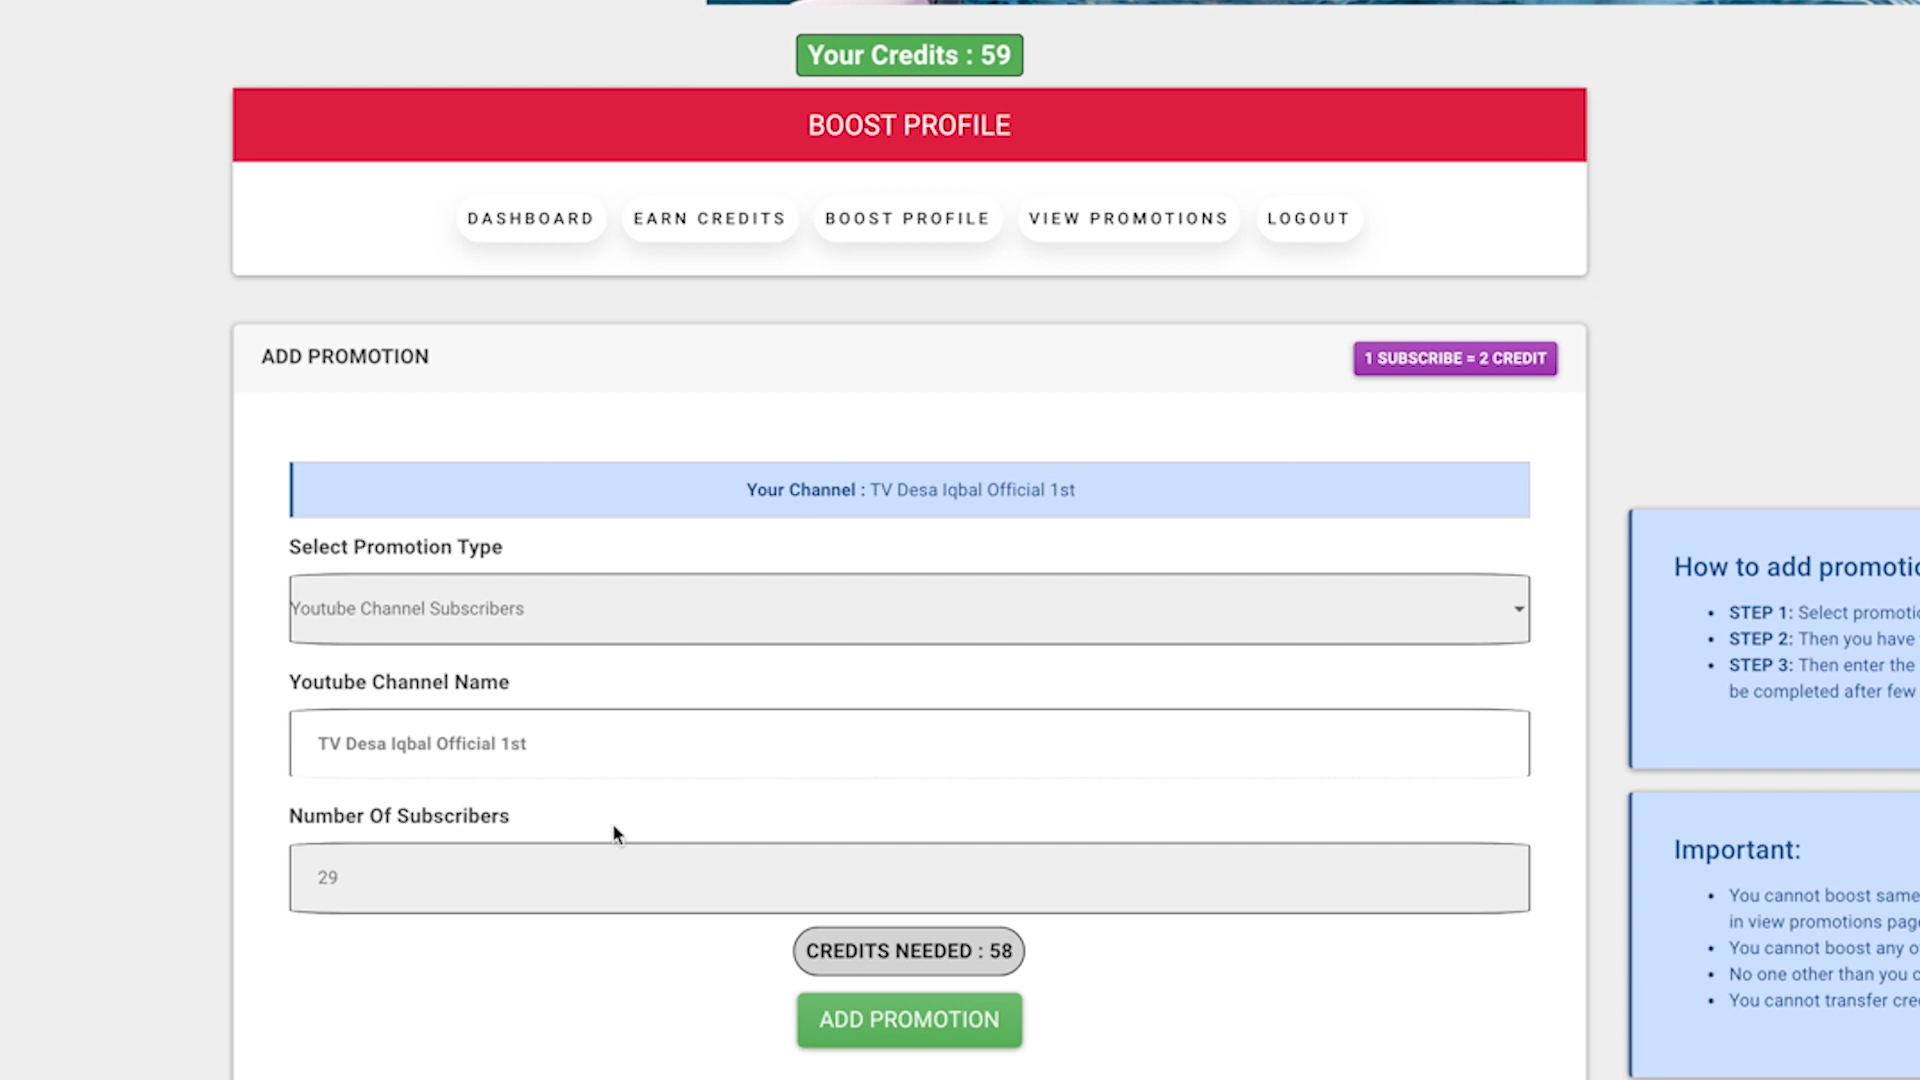 Your Credits : 59
BOOST PROFILE
DASHBOARD
EARN CREDITS
BOOST PROFILE
VIEW PROMOTIONS
LOGOUT
ADD PROMOTION
1 SUBSCRIBE = 2 CREDIT
Your Channel : TV Desa Iqbal Official 1st
Select Promotion Type
Youtube Channel Subscribers
Youtube Channel Name
TV Desa Iqbal Official 1st
Number Of Subscribers
29
CREDITS NEEDED : 58
ADD PROMOTION
How to add
STEP 1: Select
STEP 2: Then you have
STEP 3: Then enter the
be completed after few
Important:
You cannot boost same
in view promotions
You cannot boost any
No one other than you
You cannot transfer